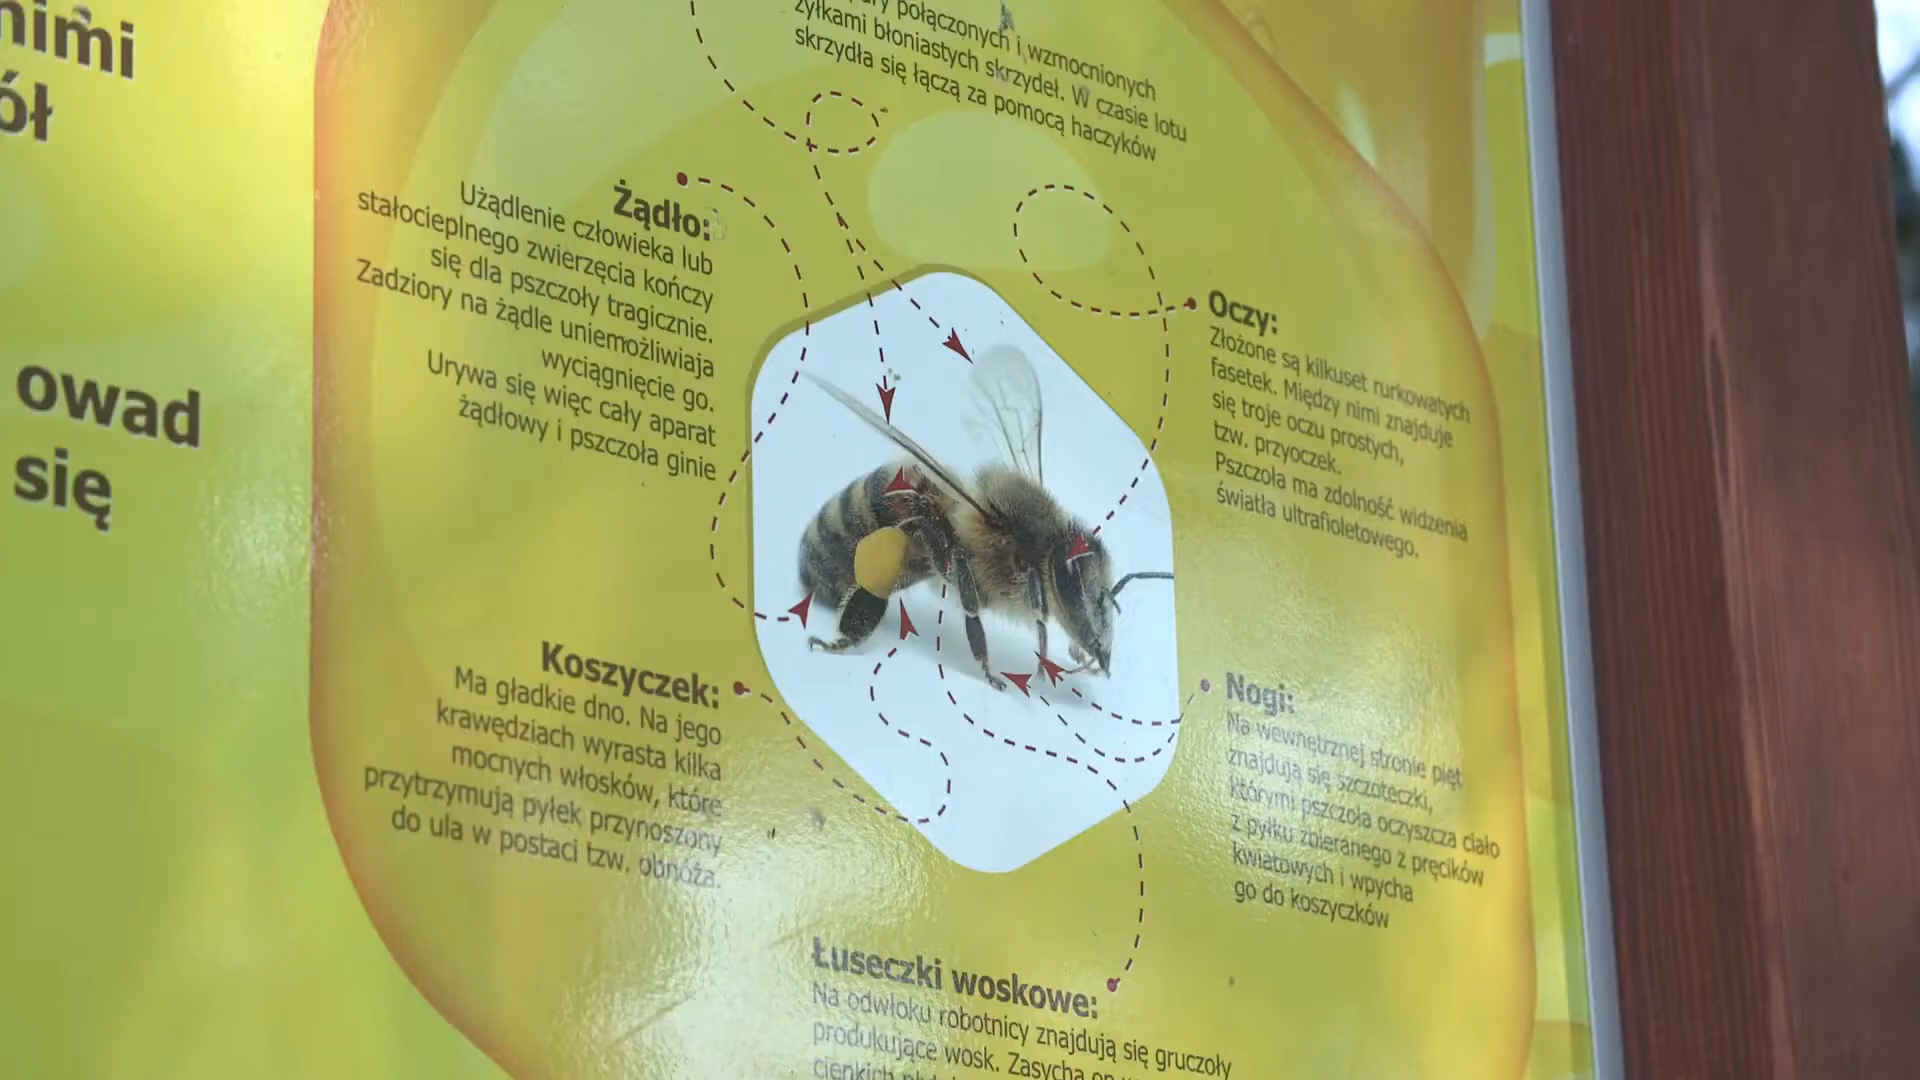 nimi
ół
owad
się
połączonych i wzmocnionych
żyłkami błoniastych skrzydeł. W czasie lotu
skrzydła się łączą za pomocą haczyków
Żądło:
Użądlenie człowieka lub
stałocieplnego zwierzęcia kończy
się dla pszczoły tragicznie.
Zadziory na żądle uniemożliwiaja
wyciągnięcie go.
Urywa się więc cały aparat
żądłowy i pszczoła ginie
Oczy:
Złożone są kilkuset rurkowatych
fasetek. Między nimi znajduje
się troje oczu prostych,
tzw. przyoczek.
Pszczoła ma zdolność widzenia
światła ultrafioletowego.
Koszyczek:
Ma gładkie dno. Na jego
krawędziach wyrasta kilka
mocnych włosków, które
przytrzymują pyłek przynoszony
do ula w postaci tzw. obnóża.
Nogi:
Na wewnętrznej stronie pięt
znajdują się szczoteczki,
którymi pszczoła oczyszcza ciało
z pyłku zbieranego z pręcików
kwiatowych i wpycha
go do koszyczków
Łuseczki woskowe:
Na odwłoku robotnicy znajdują się gruczoły
produkujące wosk. Zasycha on
cienkich